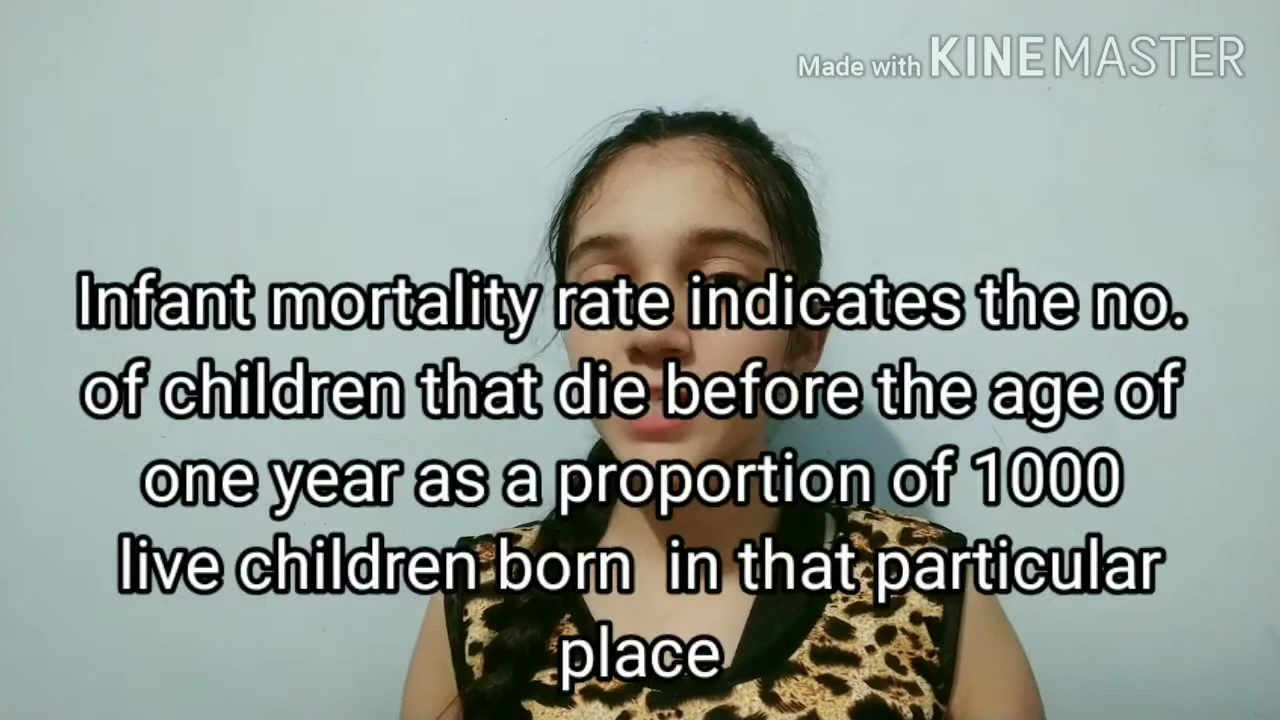 Made with KINEMASTER
Infant mortality rate indicates the no.
of children that die before the age of
one year as a proportion of 1000
live children born  in that particular
place